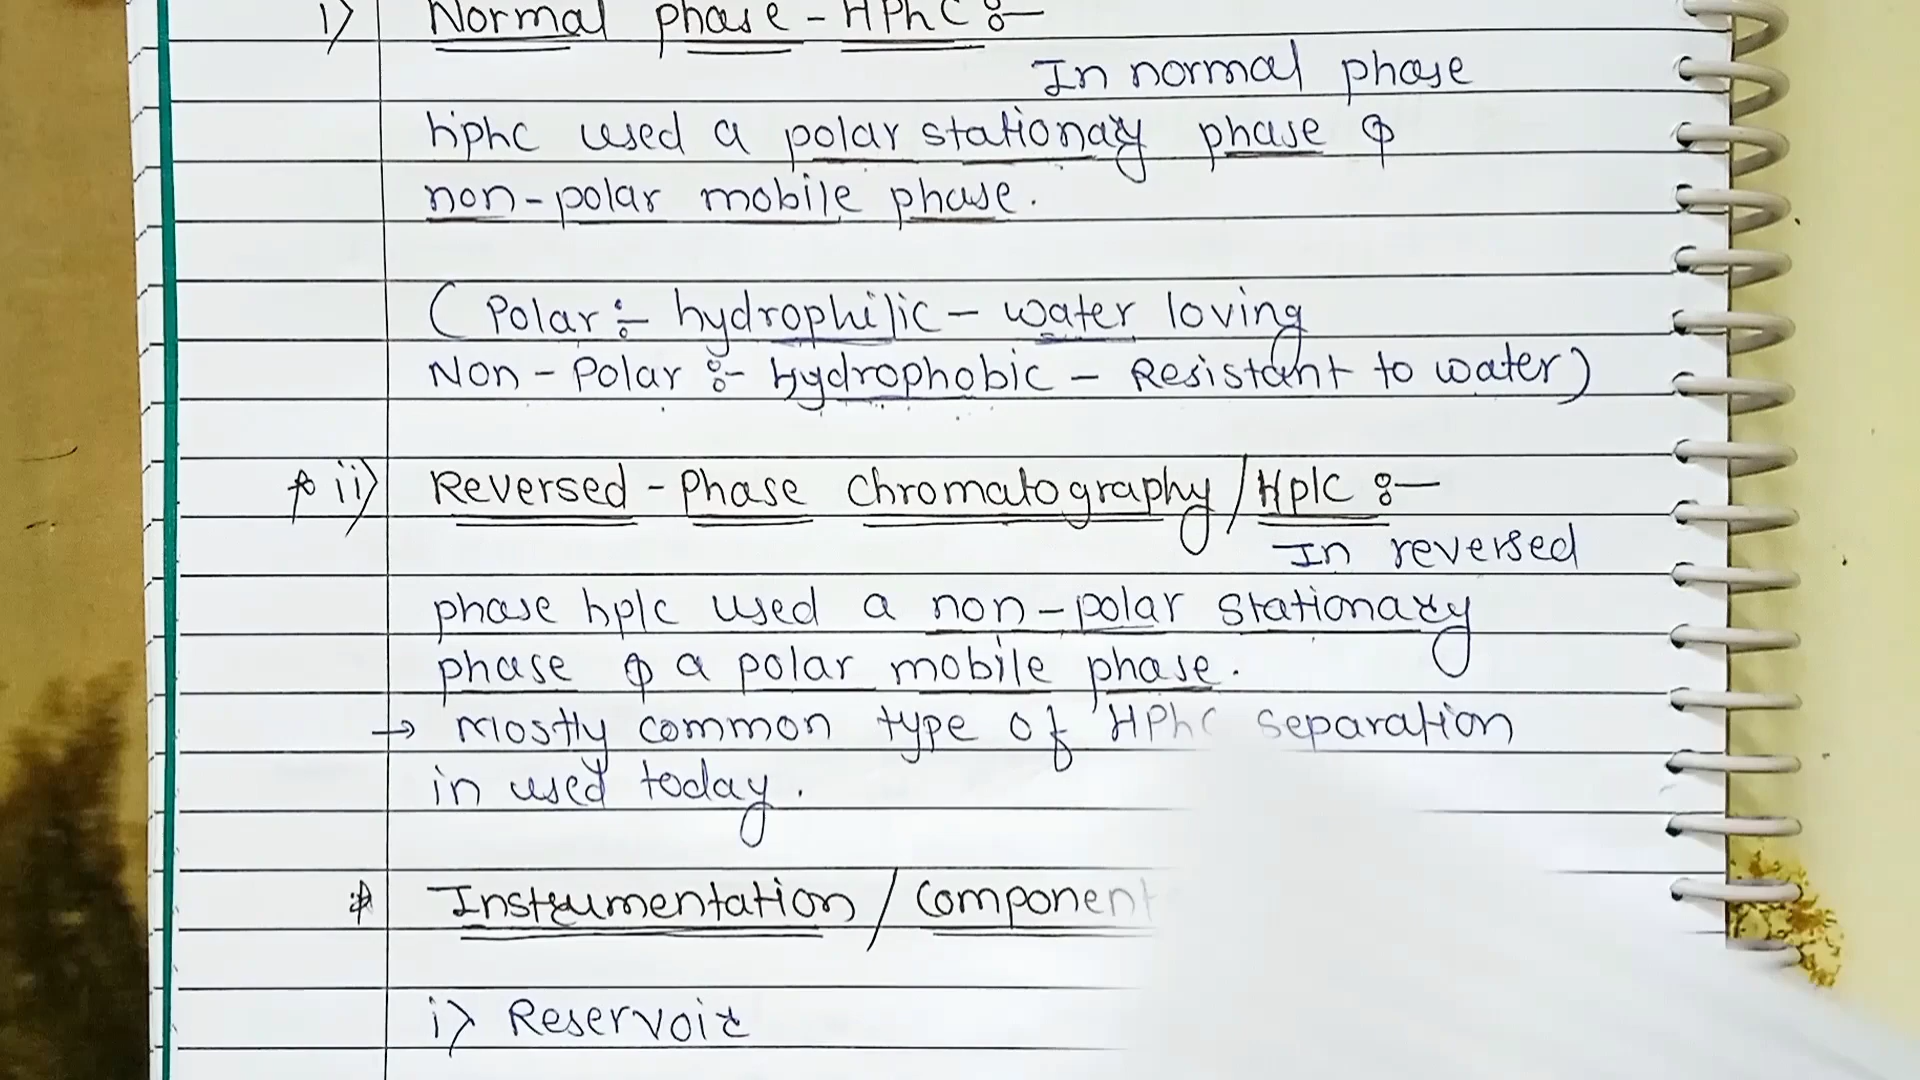 i) Normal phase - HPLC :-
In normal phase
hplc used a polar stationary phase &
non-polar mobile phase.
( Polar :- hydrophilic - water loving
Non - Polar :- hydrophobic - Resistant to water)
* ii) Reversed - Phase Chromatography / Hplc :-
In reversed
phase hplc used a non-polar stationary
phase & a polar mobile phase.
→ Mostly common type of HPLC separation
in used today.
* Instrumentation / Component
i) Reservoir